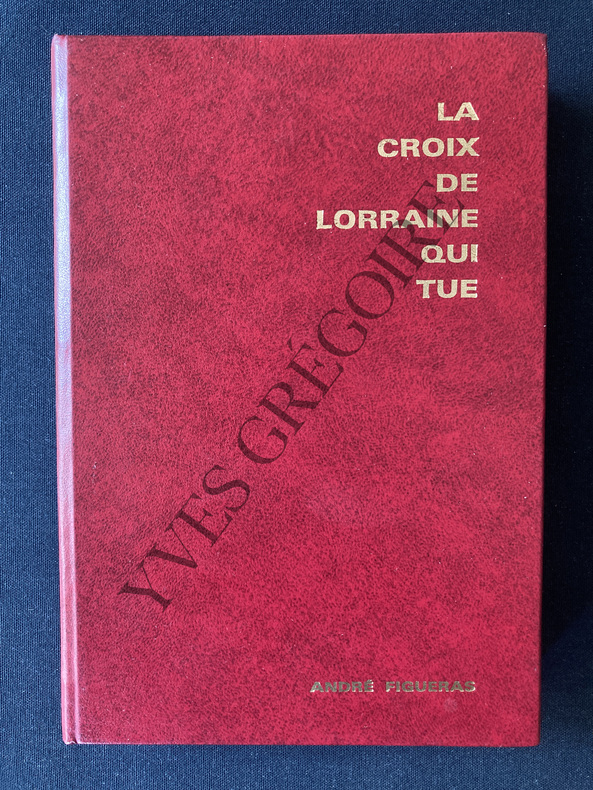 LA
CROIX
DE
LORRAINE
QUI
TUE
YVES GRÉGOIRE
ANDRÉ FIGUERAS